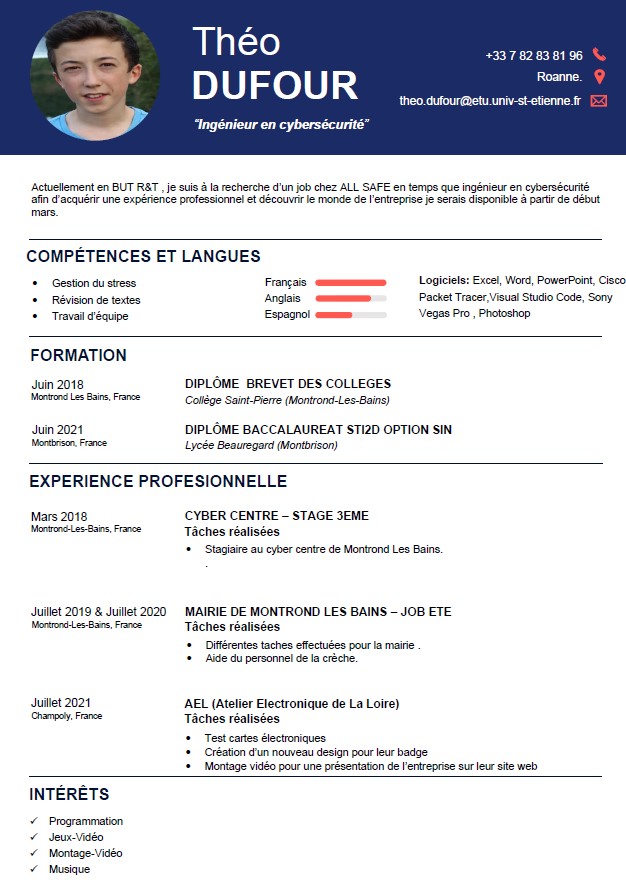 Théo
DUFOUR
"Ingénieur en cybersécurité"
+33 7 82 83 81 96
Roanne.
theo.dufour@etu.univ-st-etienne.fr
Actuellement en BUT R&T , je suis à la recherche d'un job chez ALL SAFE en temps que ingénieur en cybersécurité
afin d'acquérir une expérience professionnel et découvrir le monde de l'entreprise je serais disponible à partir de début
mars.
COMPÉTENCES ET LANGUES
• Gestion du stress
• Révision de textes
• Travail d'équipe
Français
Anglais
Espagnol
Logiciels: Excel, Word, PowerPoint, Cisco
Packet Tracer,Visual Studio Code, Sony
Vegas Pro , Photoshop
FORMATION
Juin 2018
Montrond Les Bains, France
DIPLÔME BREVET DES COLLEGES
Collège Saint-Pierre (Montrond-Les-Bains)
Juin 2021
Montbrison, France
DIPLÔME BACCALAUREAT STI2D OPTION SIN
Lycée Beauregard (Montbrison)
EXPERIENCE PROFESIONNELLE
Mars 2018
Montrond-Les-Bains, France
CYBER CENTRE – STAGE 3EME
Tâches réalisées
• Stagiaire au cyber centre de Montrond Les Bains.
.
Juillet 2019 & Juillet 2020
Montrond-Les-Bains, France
MAIRIE DE MONTROND LES BAINS – JOB ETE
Tâches réalisées
• Différentes taches effectuées pour la mairie .
• Aide du personnel de la crèche.
Juillet 2021
Champoly, France
AEL (Atelier Electronique de La Loire)
Tâches réalisées
• Test cartes électroniques
• Création d'un nouveau design pour leur badge
• Montage vidéo pour une présentation de l'entreprise sur leur site web
INTÉRÊTS
✓ Programmation
✓ Jeux-Vidéo
✓ Montage-Vidéo
✓ Musique